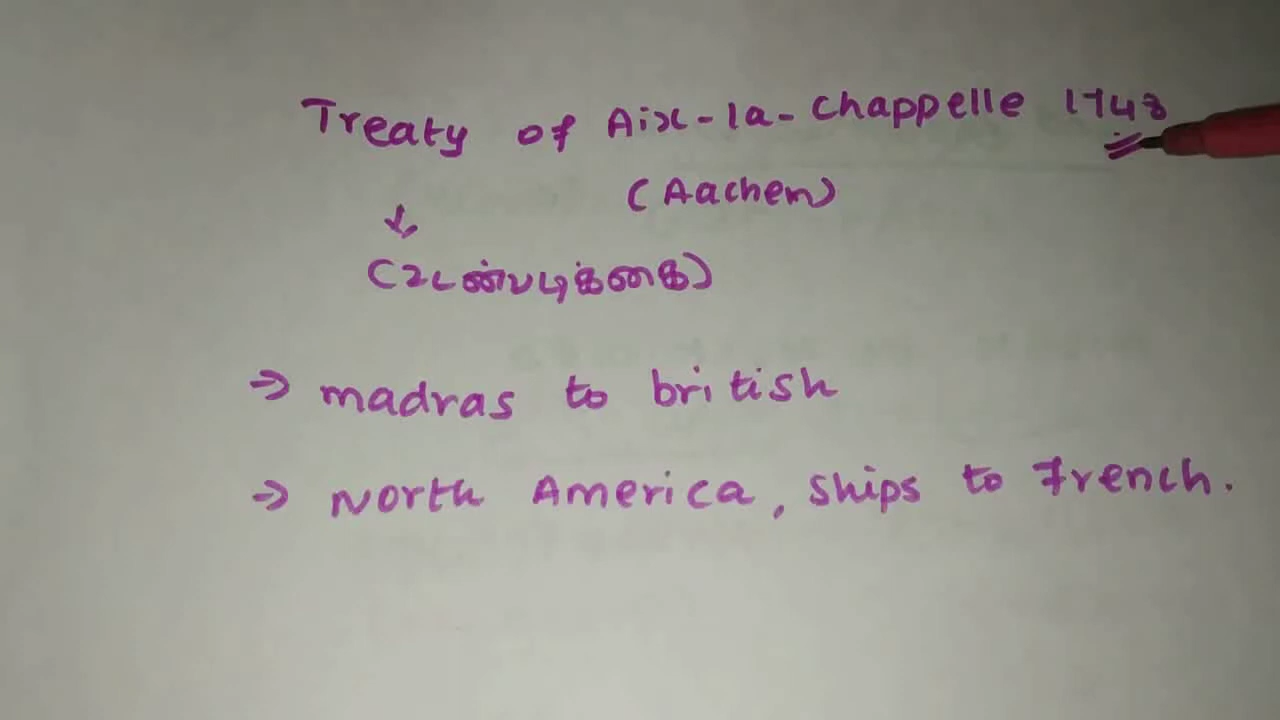 Treaty of Aix-la-Chappelle 1748
(Aachen)
(உடன்படிக்கை)
→ madras to british
→ North America, ships to French.